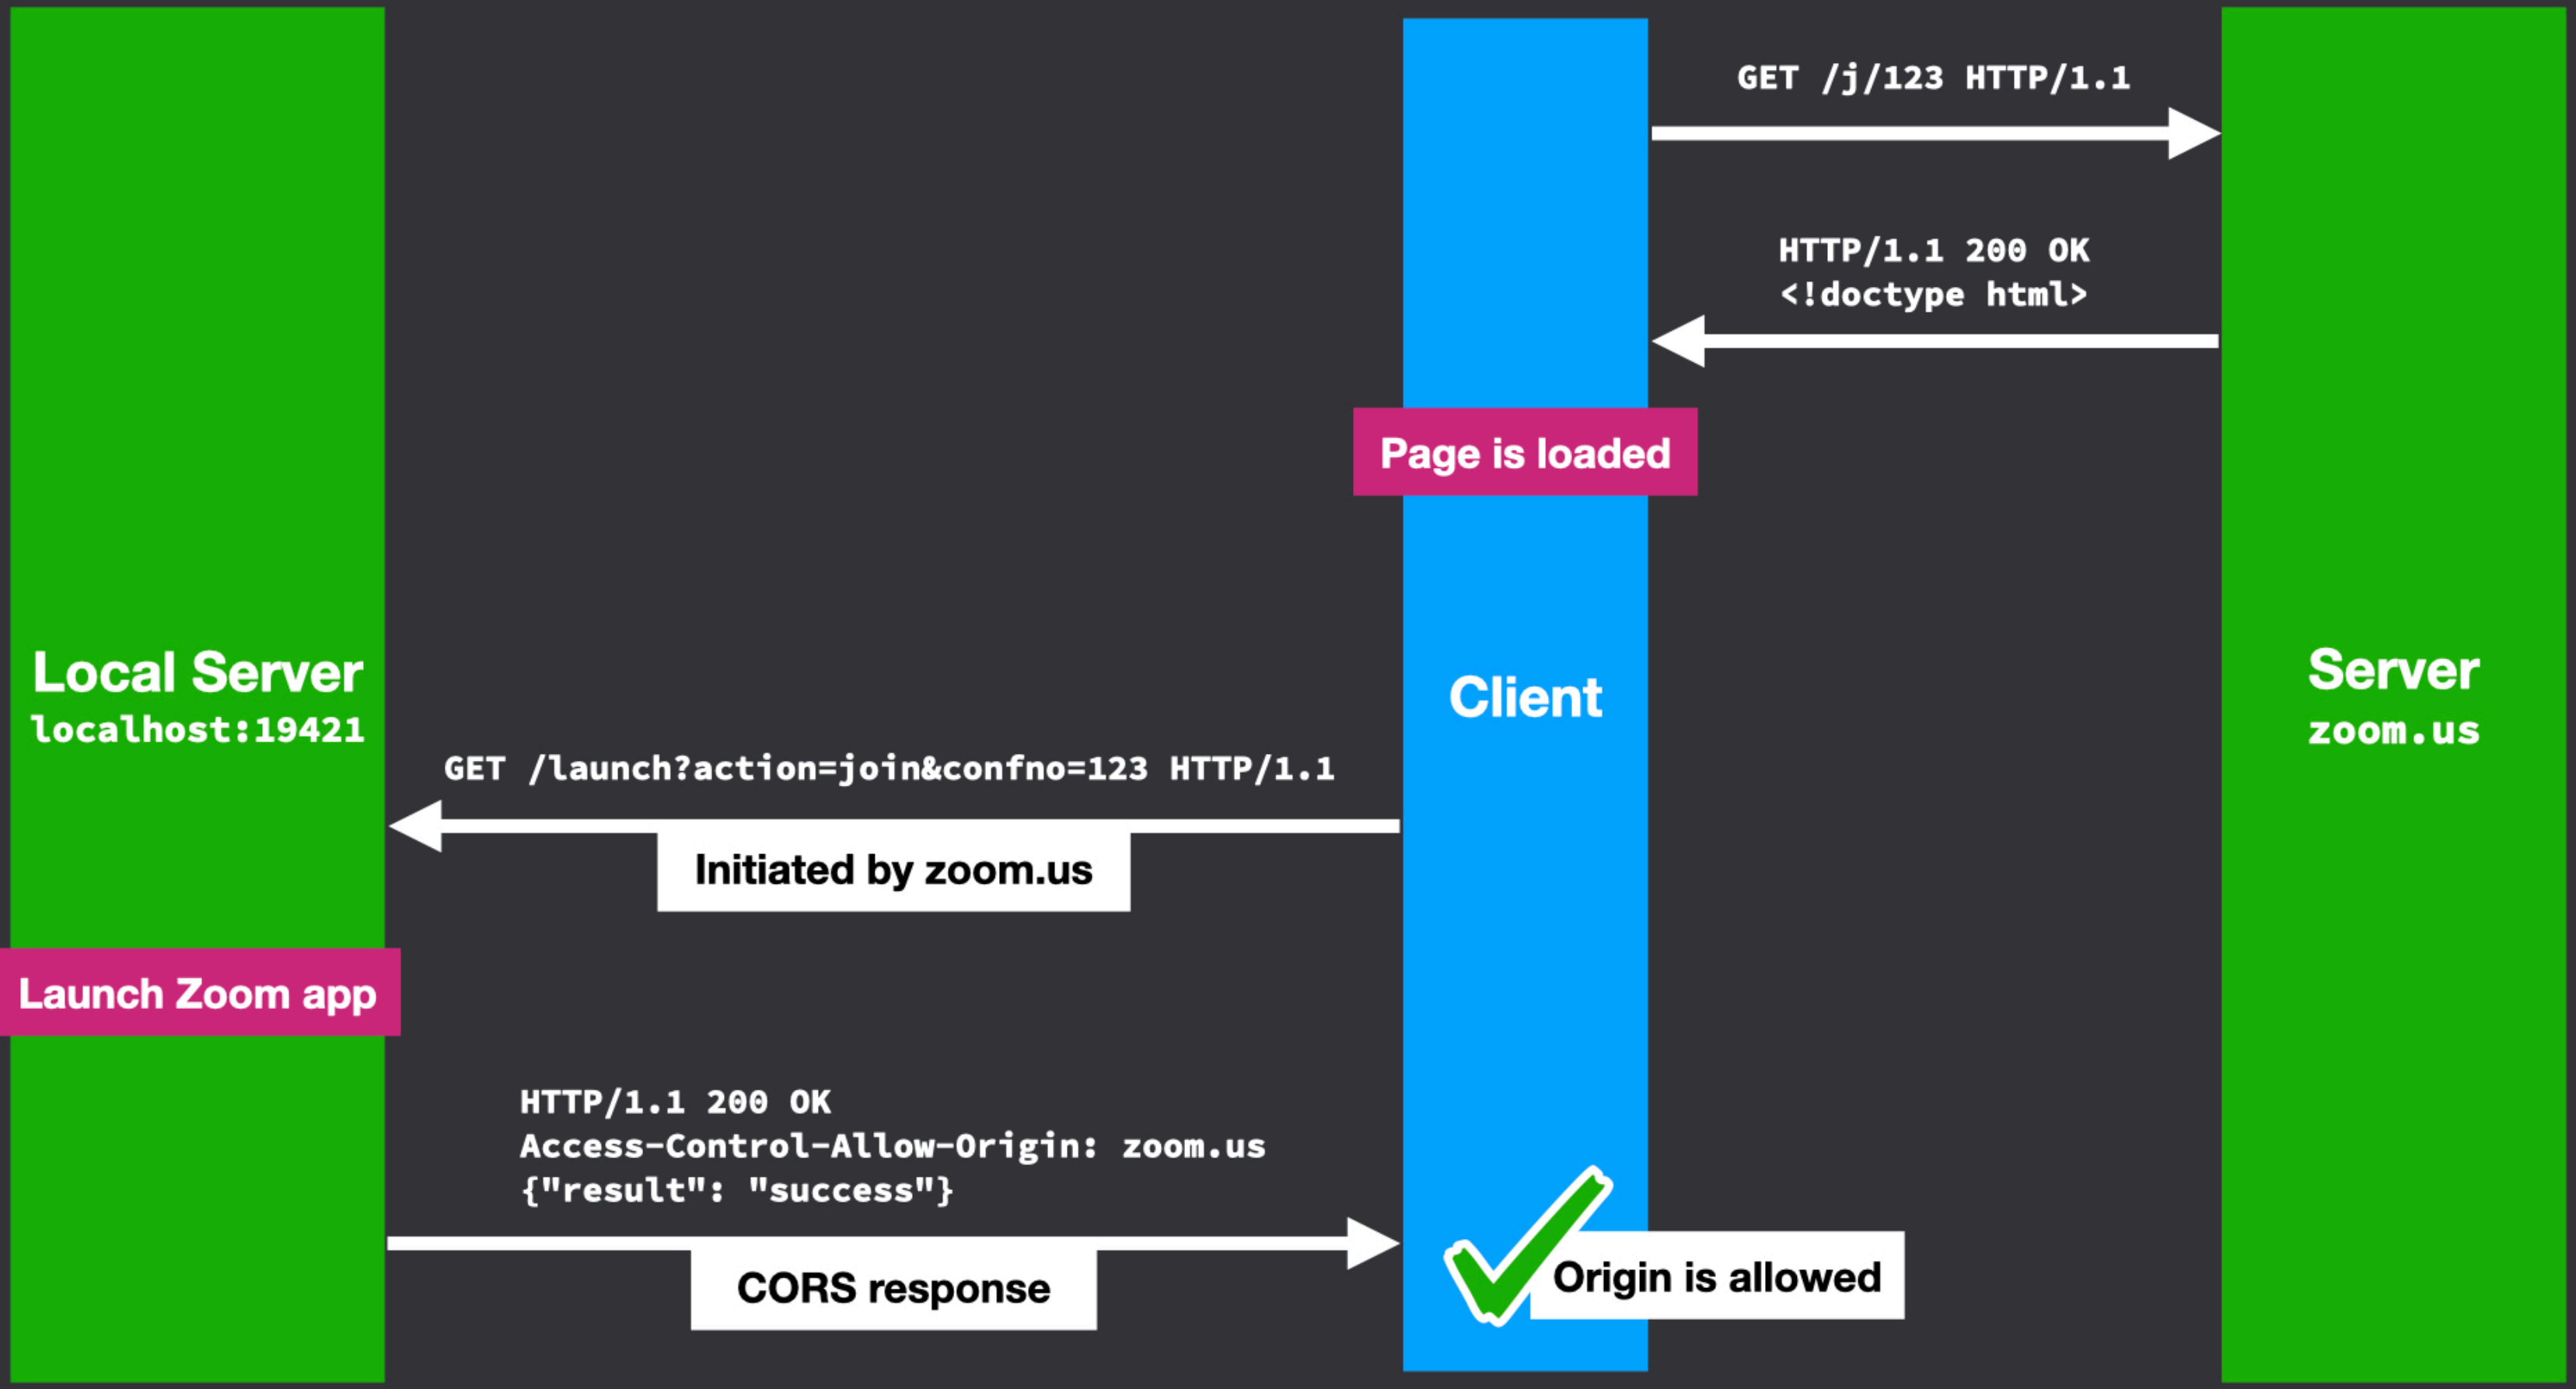 GET /j/123 HTTP/1.1
HTTP/1.1 200 OK
<!doctype html>
Page is loaded
Local Server
localhost:19421
Client
Server
zoom.us
GET /launch?action=join&confno=123 HTTP/1.1
Initiated by zoom.us
Launch Zoom app
HTTP/1.1 200 OK
Access-Control-Allow-Origin: zoom.us
{"result": "success"}
CORS response
Origin is allowed